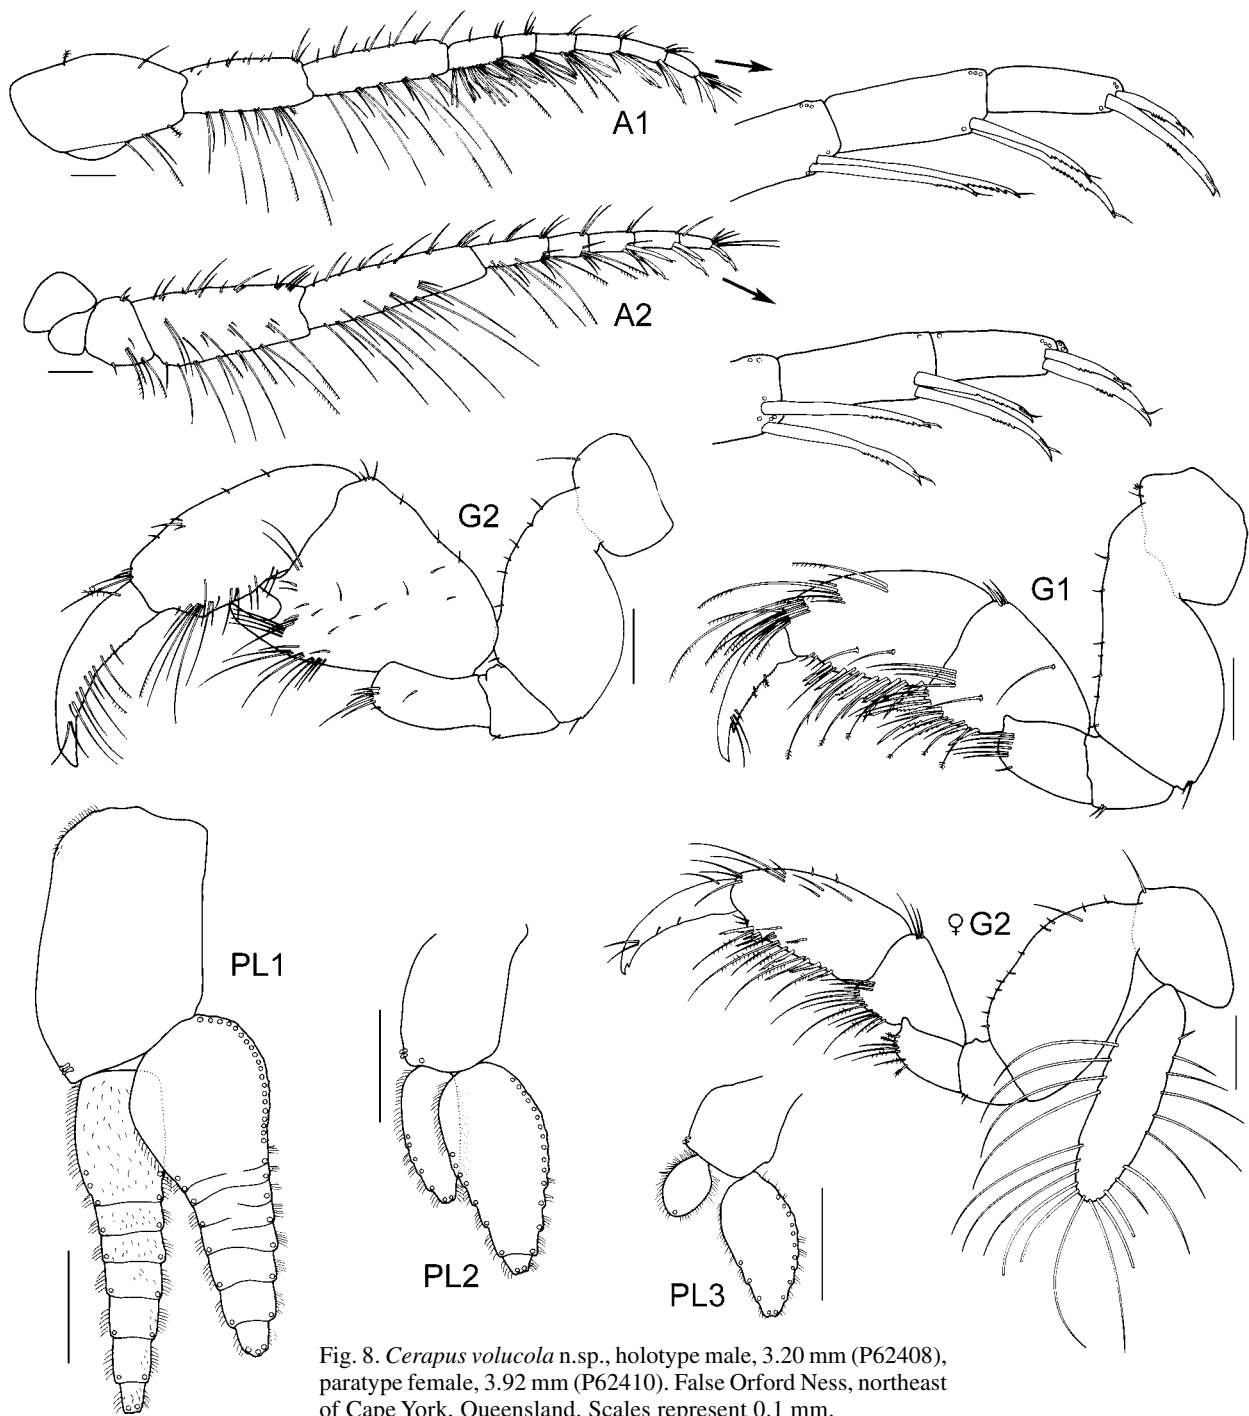 A1
A2
G2
G1
PL1
♀ G2
PL2
PL3
Fig. 8. Cerapus volucola n.sp., holotype male, 3.20 mm (P62408),
paratype female, 3.92 mm (P62410). False Orford Ness, northeast
of Cape York, Queensland. Scales represent 0.1 mm.